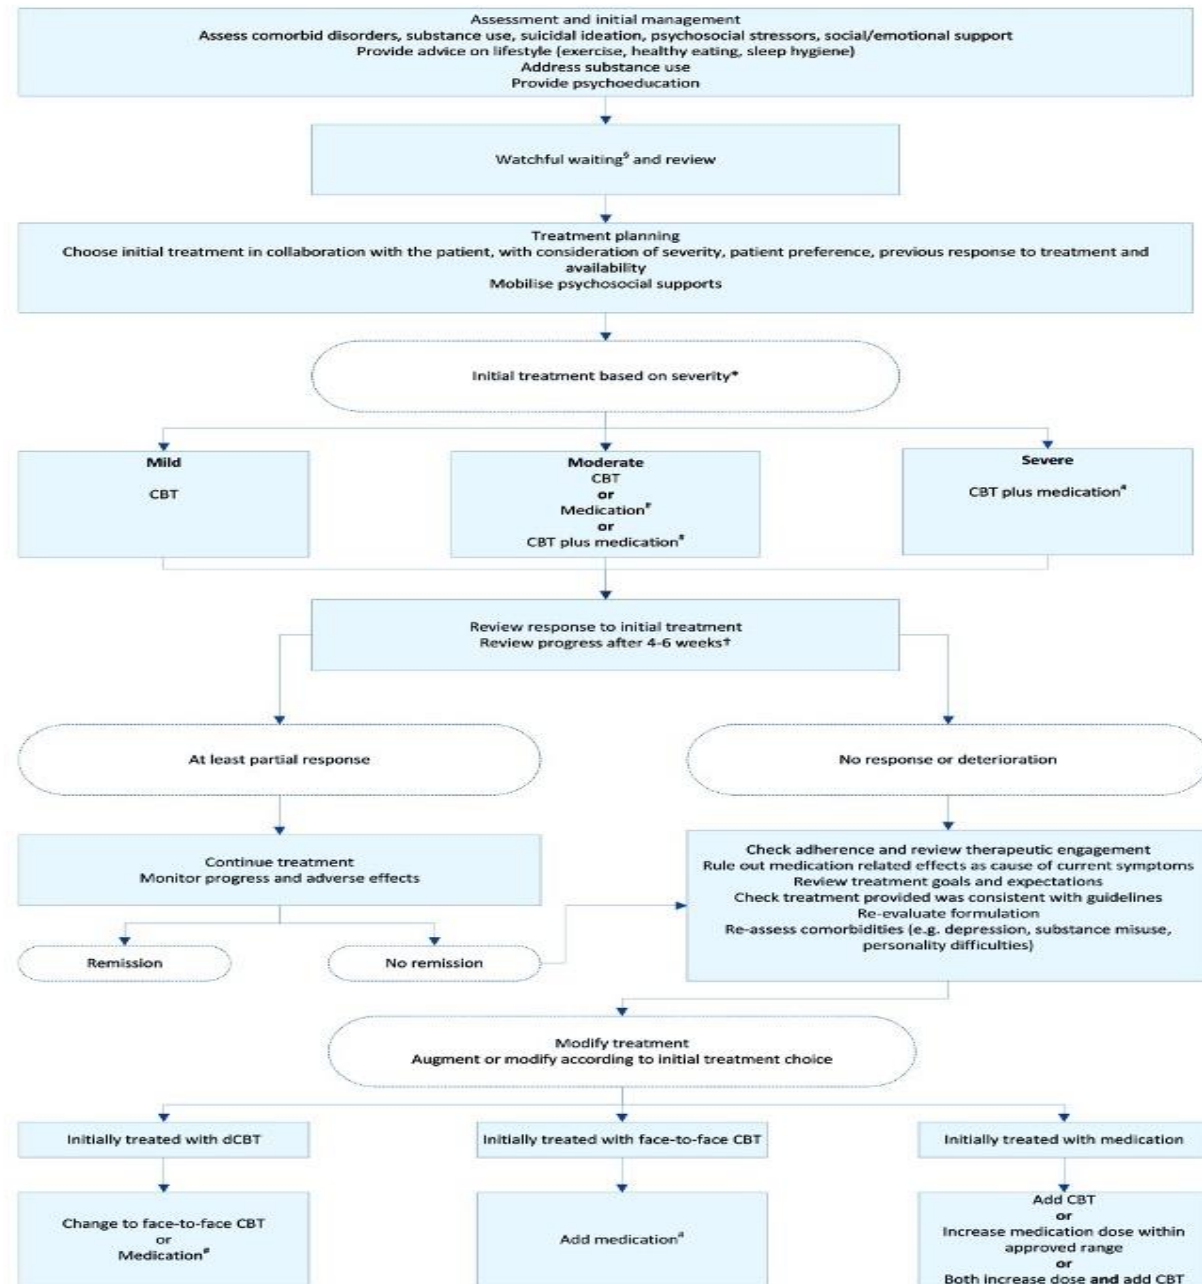 Assessment and initial management
Assess comorbid disorders, substance use, suicidal ideation, psychosocial stressors, social/emotional support
Provide advice on lifestyle (exercise, healthy eating, sleep hygiene)
Address substance use
Provide psychoeducation
Watchful waiting§ and review
Treatment planning
Choose initial treatment in collaboration with the patient, with consideration of severity, patient preference, previous response to treatment and
availability
Mobilise psychosocial supports
Initial treatment based on severity*
Mild
CBT
Moderate
CBT
or
Medication#
or
CBT plus medication#
Severe
CBT plus medication#
Review response to initial treatment
Review progress after 4-6 weeks†
At least partial response
No response or deterioration
Continue treatment
Monitor progress and adverse effects
Remission
No remission
Check adherence and review therapeutic engagement
Rule out medication related effects as cause of current symptoms
Review treatment goals and expectations
Check treatment provided was consistent with guidelines
Re-evaluate formulation
Re-assess comorbidities (e.g. depression, substance misuse,
personality difficulties)
Modify treatment
Augment or modify according to initial treatment choice
Initially treated with dCBT
Change to face-to-face CBT
or
Medication#
Initially treated with face-to-face CBT
Add medication#
Initially treated with medication
Add CBT
or
Increase medication dose within
approved range
or
Both increase dose and add CBT